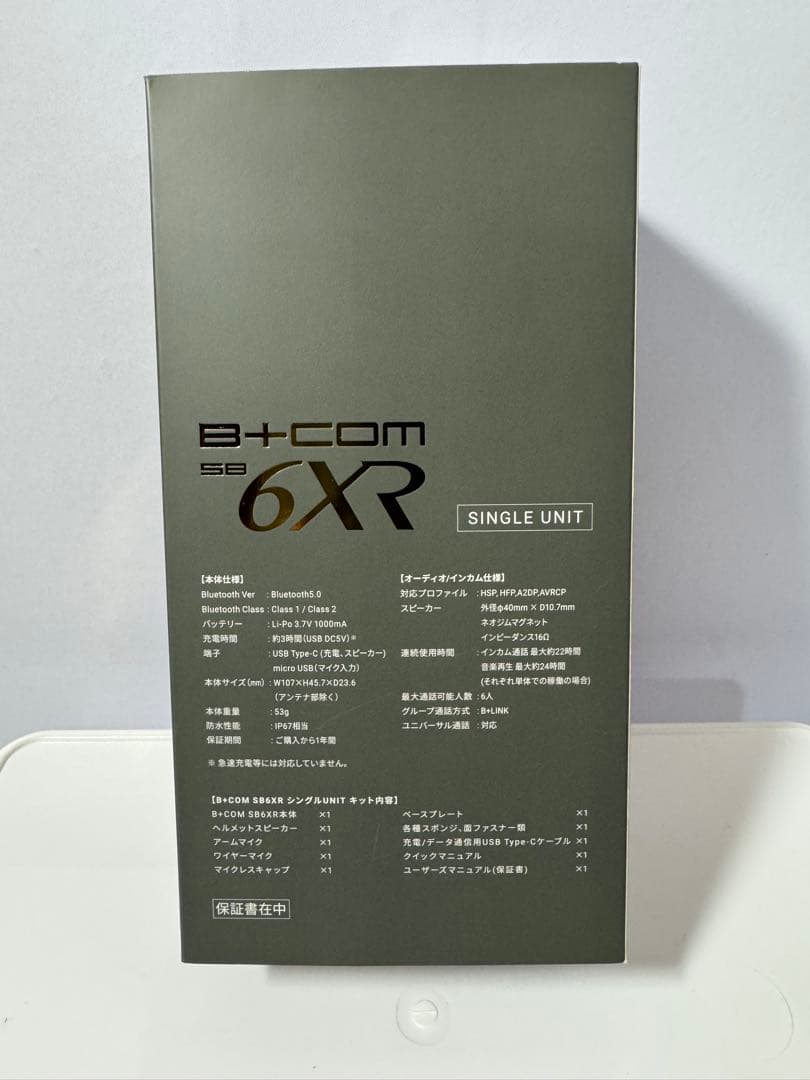 B+COM
SB
6XR
SINGLE UNIT
【本体仕様】
Bluetooth Ver : Bluetooth5.0
Bluetooth Class : Class 1 / Class 2
バッテリー : Li-Po 3.7V 1000mA
充電時間 : 約3時間(USB DC5V)※
端子 : USB Type-C (充電、スピーカー)
micro USB(マイク入力)
本体サイズ(mm) : W107×H45.7×D23.6
(アンテナ部除く)
本体重量 : 53g
防水性能 : IP67相当
保証期間 : ご購入から1年間
※ 急速充電等には対応していません。
【オーディオ/インカム仕様】
対応プロファイル : HSP, HFP,A2DP,AVRCP
スピーカー 外径φ40mm × D10.7mm
ネオジムマグネット
インピーダンス16Ω
連続使用時間 : インカム通話 最大約22時間
音楽再生 最大約24時間
(それぞれ単体での稼働の場合)
最大通話可能人数 : 6人
グループ通話方式 : B+LINK
ユニバーサル通話 : 対応
【B+COM SB6XR シングルUNIT キット内容】
B+COM SB6XR本体 ×1
ヘルメットスピーカー ×1
アームマイク ×1
ワイヤーマイク ×1
マイクレスキャップ ×1
ベースプレート ×1
各種スポンジ、面ファスナー類 ×1
充電/データ通信用USB Type-Cケーブル ×1
クイックマニュアル ×1
ユーザーズマニュアル(保証書) ×1
保証書在中